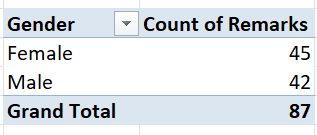 Gender Count of Remarks
Female 45
Male 42
Grand Total 87